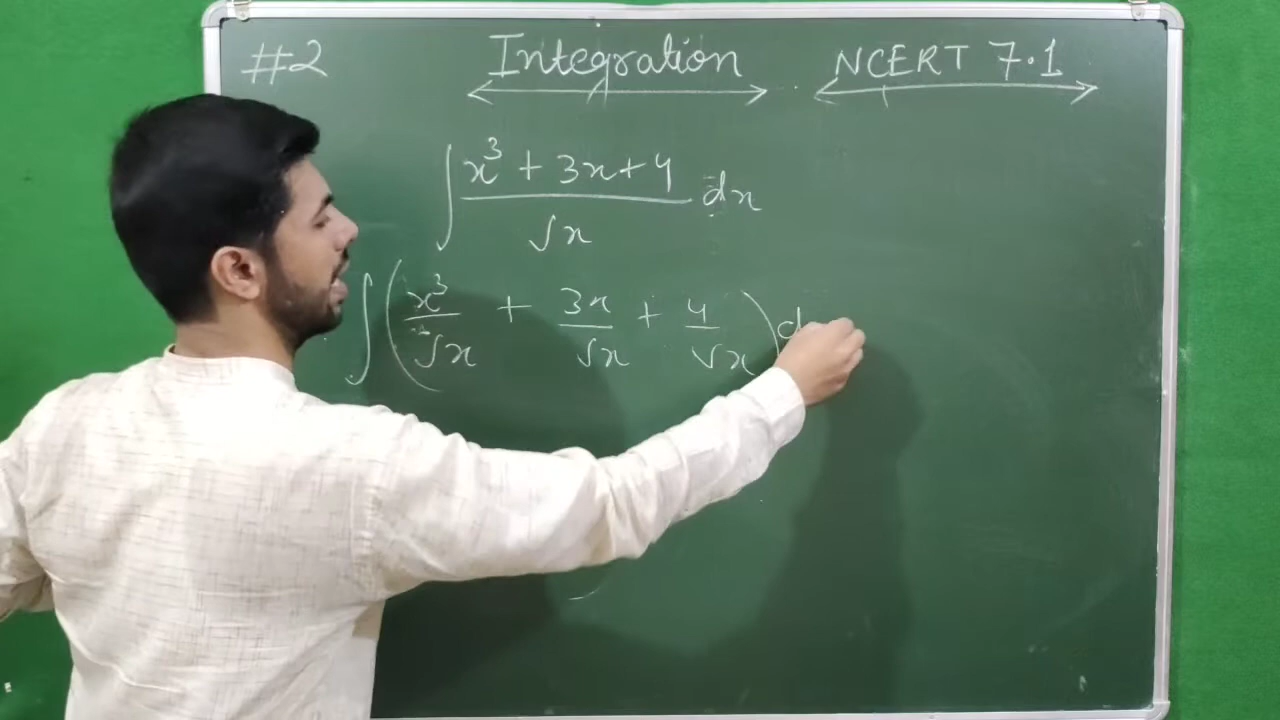 #2 Integration NCERT 7.1
∫ x³ + 3x + 4 / √x dx
∫ ( x³ / √x + 3x / √x + 4 / √x ) d